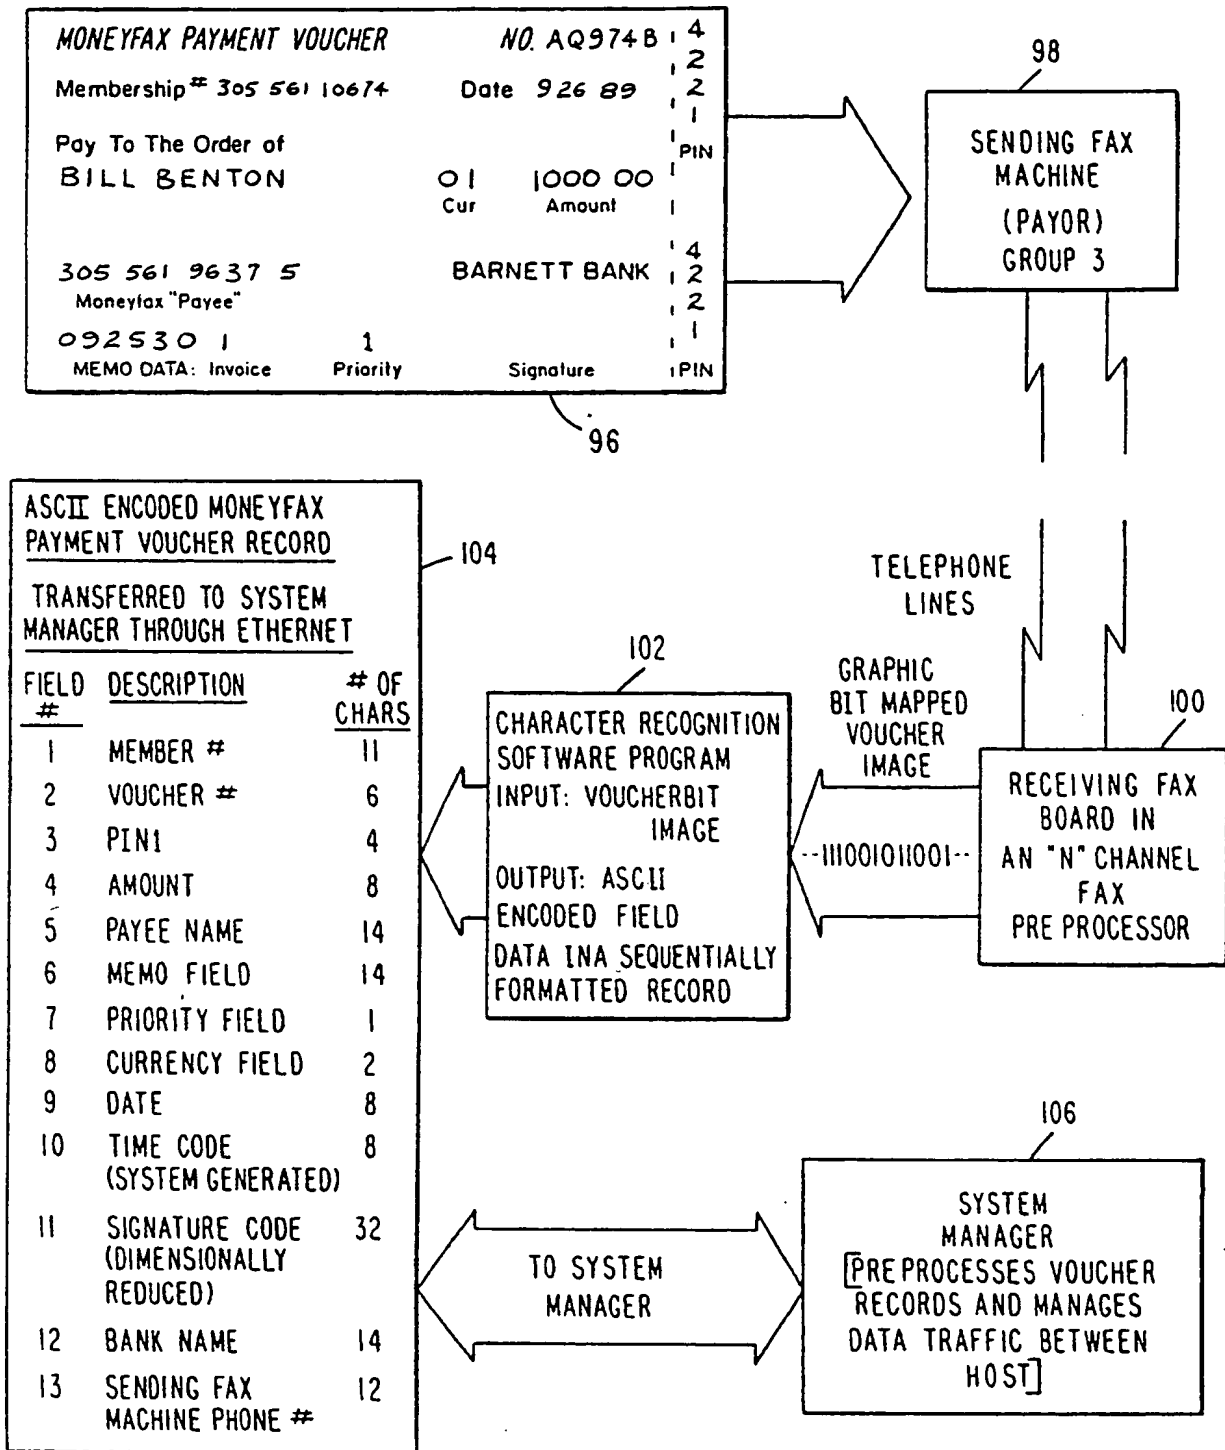 MONEYFAX PAYMENT VOUCHER NO. AQ974B
Membership # 305 561 10674 Date 9 26 89
4
2
2
1
PIN
Pay To The Order of
BILL BENTON 01 1000 00
Cur Amount
305 561 9637 5 BARNETT BANK
Moneyfax "Payee"
4
2
2
1
PIN
092530 1 1
MEMO DATA: Invoice Priority Signature
96
98
SENDING FAX
MACHINE
(PAYOR)
GROUP 3
TELEPHONE
LINES
100
RECEIVING FAX
BOARD IN
AN "N" CHANNEL
FAX
PRE PROCESSOR
GRAPHIC
BIT MAPPED
VOUCHER
IMAGE
--111001011001--
102
CHARACTER RECOGNITION
SOFTWARE PROGRAM
INPUT: VOUCHERBIT
IMAGE
OUTPUT: ASCII
ENCODED FIELD
DATA INA SEQUENTIALLY
FORMATTED RECORD
104
ASCII ENCODED MONEYFAX
PAYMENT VOUCHER RECORD
TRANSFERRED TO SYSTEM
MANAGER THROUGH ETHERNET
FIELD # DESCRIPTION # OF CHARS
1 MEMBER # 11
2 VOUCHER # 6
3 PIN1 4
4 AMOUNT 8
5 PAYEE NAME 14
6 MEMO FIELD 14
7 PRIORITY FIELD 1
8 CURRENCY FIELD 2
9 DATE 8
10 TIME CODE 8
(SYSTEM GENERATED)
11 SIGNATURE CODE 32
(DIMENSIONALLY
REDUCED)
12 BANK NAME 14
13 SENDING FAX 12
MACHINE PHONE #
TO SYSTEM
MANAGER
106
SYSTEM
MANAGER
[PREPROCESSES VOUCHER
RECORDS AND MANAGES
DATA TRAFFIC BETWEEN
HOST]